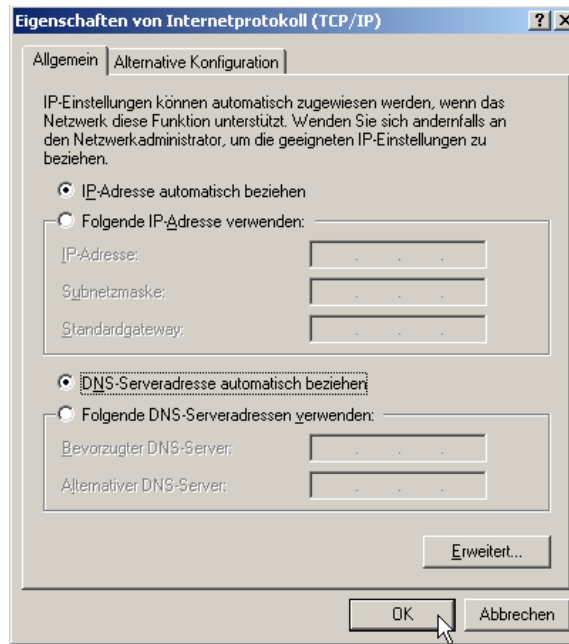 Eigenschaften von Internetprotokoll (TCP/IP)
Allgemein
Alternative Konfiguration
IP-Einstellungen können automatisch zugewiesen werden, wenn das
Netzwerk diese Funktion unterstützt. Wenden Sie sich andernfalls an
den Netzwerkadministrator, um die geeigneten IP-Einstellungen zu
beziehen.
IP-Adresse automatisch beziehen
Folgende IP-Adresse verwenden:
IP-Adresse:
Subnetzmaske:
Standardgateway:
DNS-Serveradresse automatisch beziehen
Folgende DNS-Serveradressen verwenden:
Bevorzugter DNS-Server:
Alternativer DNS-Server:
Erweitert...
OK
Abbrechen